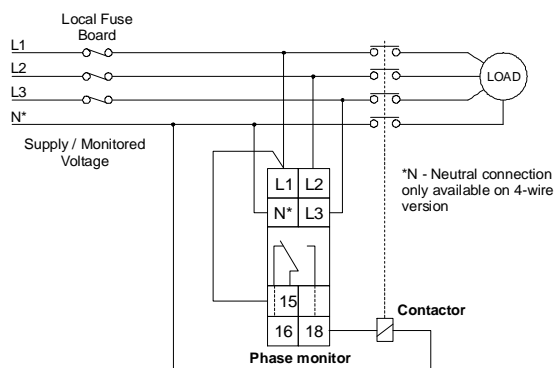 Local Fuse
Board
L1
L2
L3
N*
LOAD
Supply / Monitored
Voltage
*N - Neutral connection
only available on 4-wire
version
L1 L2
N* L3
15
16 18
Contactor
Phase monitor